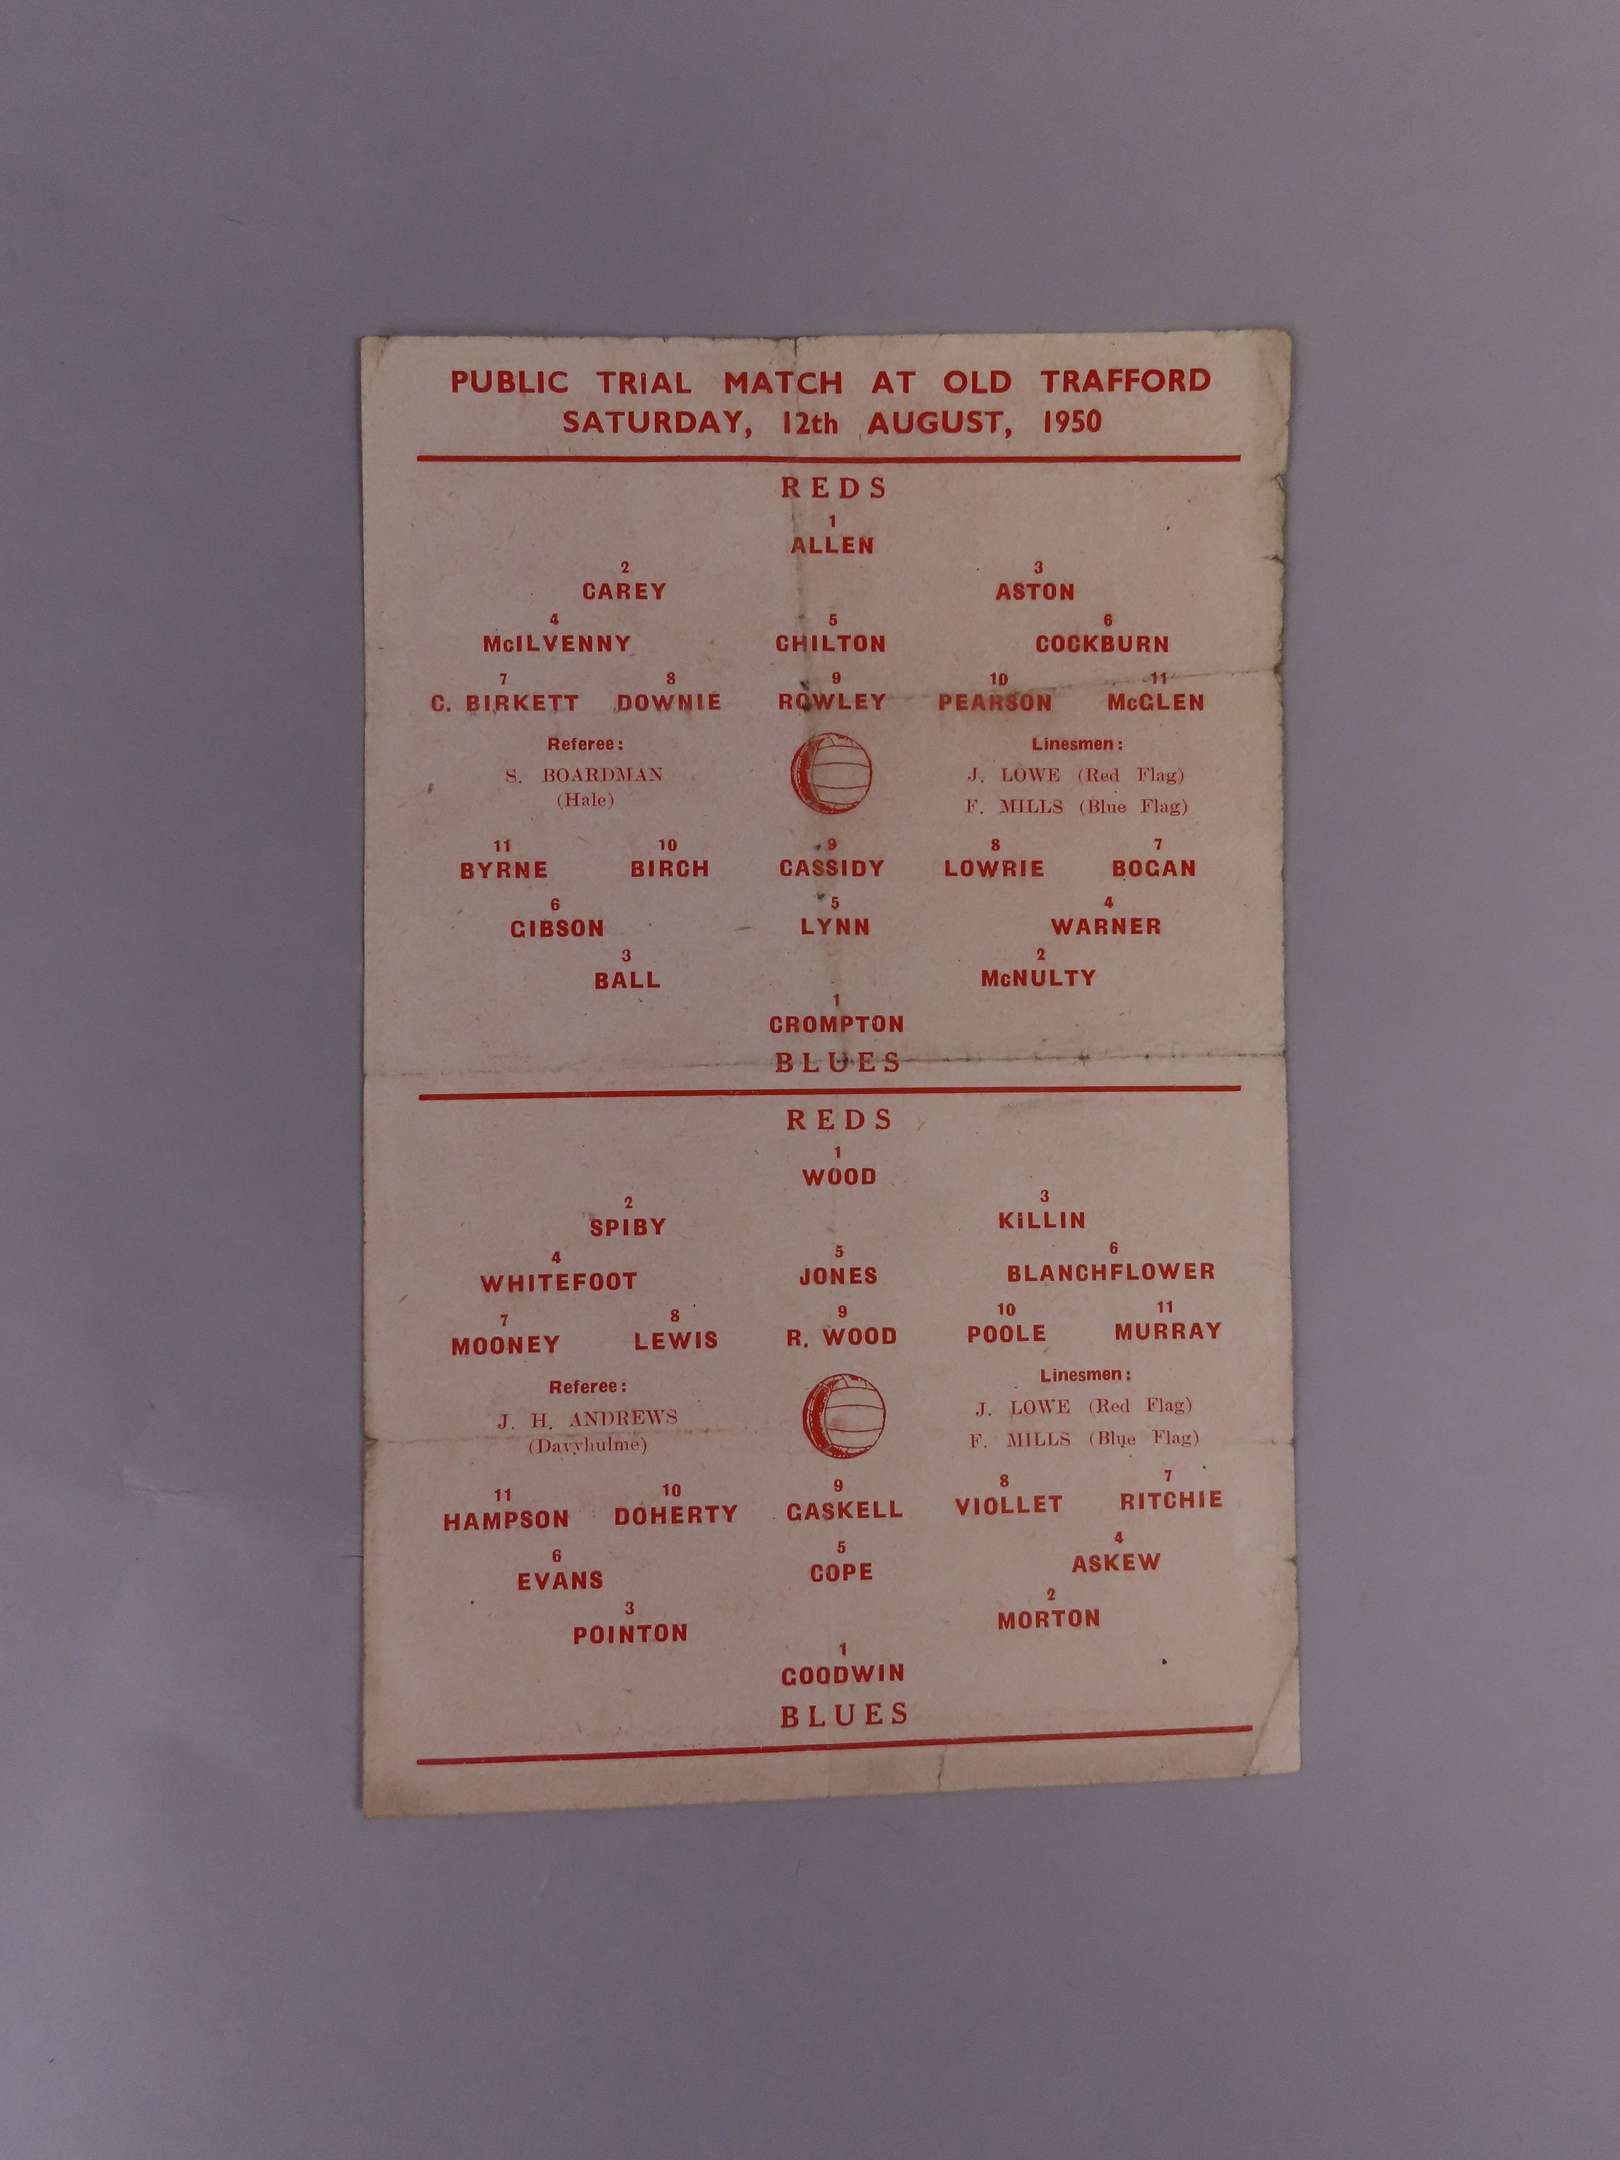 PUBLIC TRIAL MATCH AT OLD TRAFFORD
SATURDAY, 12th AUGUST, 1950
REDS
1
ALLEN
2 3
CAREY ASTON
4 5 6
McILVENNY CHILTON COCKBURN
7 8 9 10 11
C. BIRKETT DOWNIE ROWLEY PEARSON McGLEN
Referee: Linesmen:
S. BOARDMAN J. LOWE (Red Flag)
(Hale) F. MILLS (Blue Flag)
11 10 9 8 7
BYRNE BIRCH CASSIDY LOWRIE BOGAN
6 5 4
GIBSON LYNN WARNER
3 2
BALL McNULTY
1
CROMPTON
BLUES
REDS
1
WOOD
2 3
SPIBY KILLIN
4 5 6
WHITEFOOT JONES BLANCHFLOWER
7 8 9 10 11
MOONEY LEWIS R. WOOD POOLE MURRAY
Referee: Linesmen:
J. H. ANDREWS J. LOWE (Red Flag)
(Davyhulme) F. MILLS (Blue Flag)
11 10 9 8 7
HAMPSON DOHERTY GASKELL VIOLLET RITCHIE
6 5 4
EVANS COPE ASKEW
3 2
POINTON MORTON
1
GOODWIN
BLUES